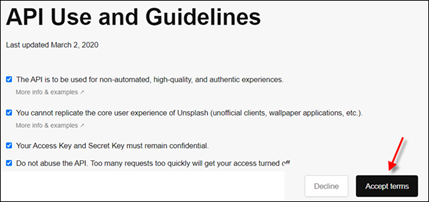 API Use and Guidelines
Last updated March 2, 2020
The API is to be used for non-automated, high-quality, and authentic experiences.
More info & examples ↗
You cannot replicate the core user experience of Unsplash (unofficial clients, wallpaper applications, etc.).
More info & examples ↗
Your Access Key and Secret Key must remain confidential.
Do not abuse the API. Too many requests too quickly will get your access turned
Decline
Accept terms